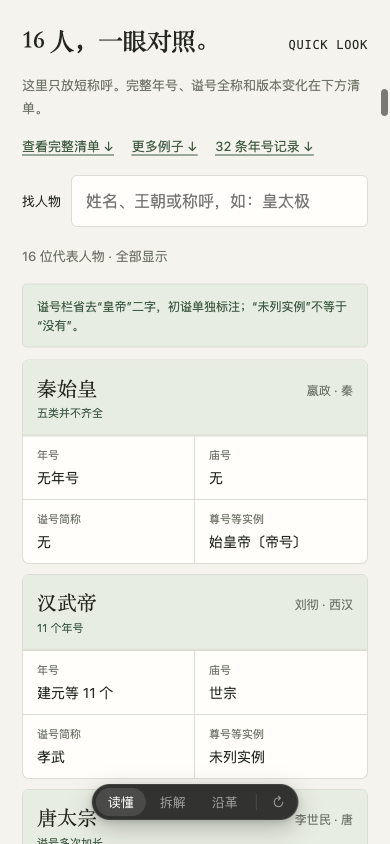 16 人，一眼对照。
QUICK LOOK
这里只放短称呼。完整年号、谥号全称和版本变化在下方清
单。
查看完整清单 ↓ 更多例子 ↓ 32 条年号记录 ↓
找人物 姓名、王朝或称呼，如：皇太极
16 位代表人物 · 全部显示
谥号栏省去“皇帝”二字，初谥单独标注；“未列实例”不等于
“没有”。
秦始皇 嬴政 · 秦
五类并不齐全
年号 庙号
无年号 无
谥号简称 尊号等实例
无 始皇帝〔帝号〕
汉武帝 刘彻 · 西汉
11 个年号
年号 庙号
建元等 11 个 世宗
谥号简称 尊号等实例
孝武 未列实例
读懂 拆解 沿革 ↻
唐太宗 李世民 · 唐
谥号多次加长